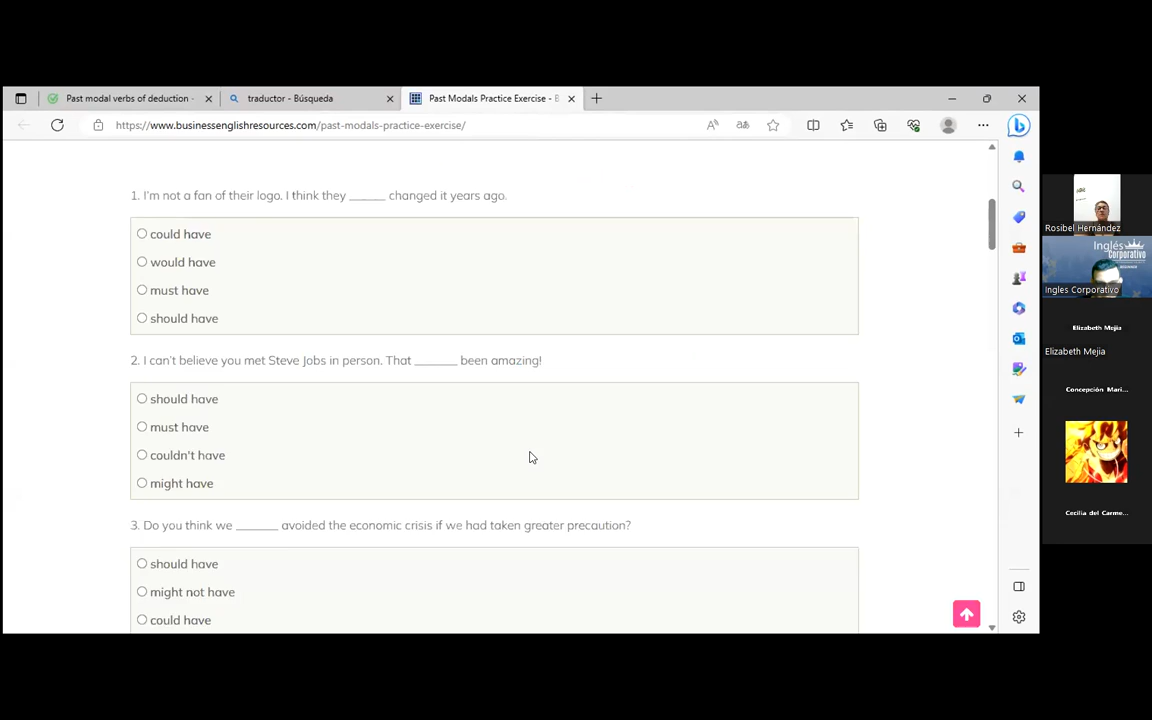 Past modal verbs of deduction -
traductor - Búsqueda
Past Modals Practice Exercise - B
https://www.businessenglishresources.com/past-modals-practice-exercise/
1. I'm not a fan of their logo. I think they ______ changed it years ago.
could have
would have
must have
should have
2. I can't believe you met Steve Jobs in person. That _______ been amazing!
should have
must have
couldn't have
might have
3. Do you think we _______ avoided the economic crisis if we had taken greater precaution?
should have
might not have
could have
Rosibel Hernández
Inglés
Corporativo
Ingles Corporativo
Elizabeth Mejia
Elizabeth Mejia
Concepción Mari...
Cecilia del Carme...